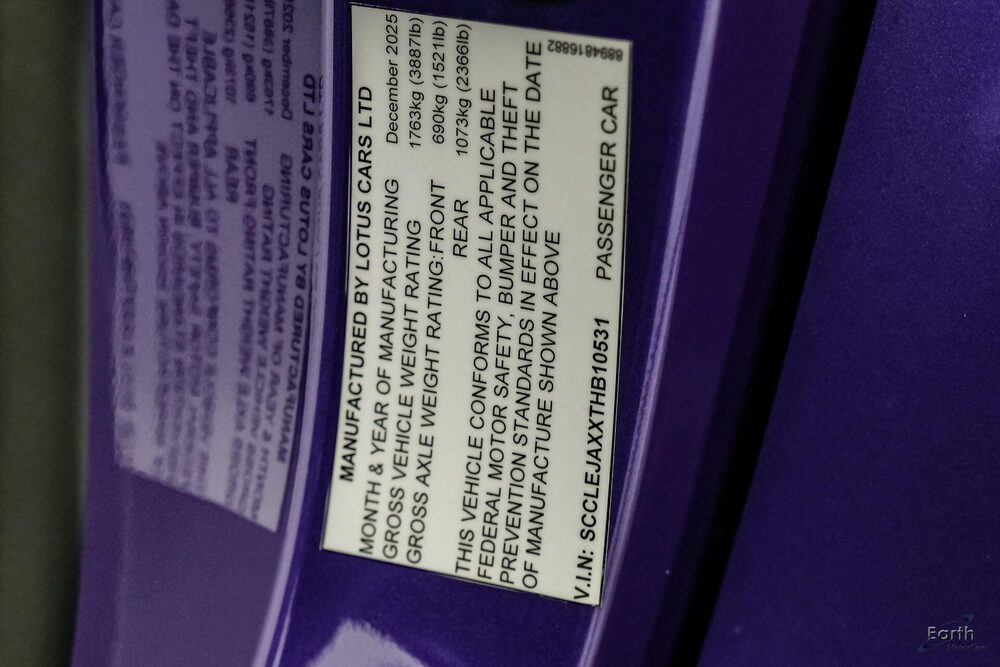 MANUFACTURED BY LOTUS CARS LTD
MONTH & YEAR OF MANUFACTURING December 2025
GROSS VEHICLE WEIGHT RATING 1763kg (3887lb)
GROSS AXLE WEIGHT RATING:FRONT 690kg (1521lb)
REAR 1073kg (2366lb)
THIS VEHICLE CONFORMS TO ALL APPLICABLE
FEDERAL MOTOR SAFETY, BUMPER AND THEFT
PREVENTION STANDARDS IN EFFECT ON THE DATE
OF MANUFACTURE SHOWN ABOVE
8894816882
V.I.N: SCCLEJAXXTHB10531 PASSENGER CAR
Earth
MotorCars